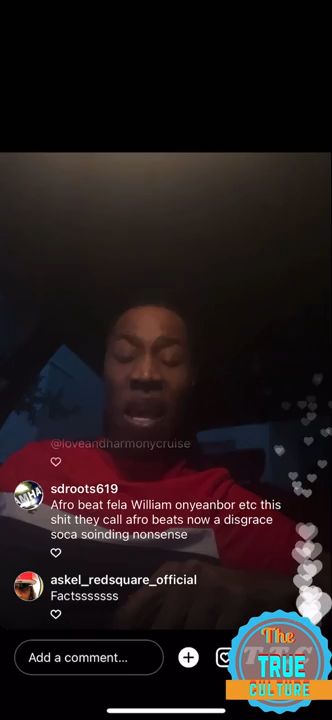 @loveandharmonycruise
sdroots619
Afro beat fela William onyeanbor etc this
shit they call afro beats now a disgrace
soca soinding nonsense
askel_redsquare_official
Factsssssss
Add a comment...
The
TRUE
CULTURE